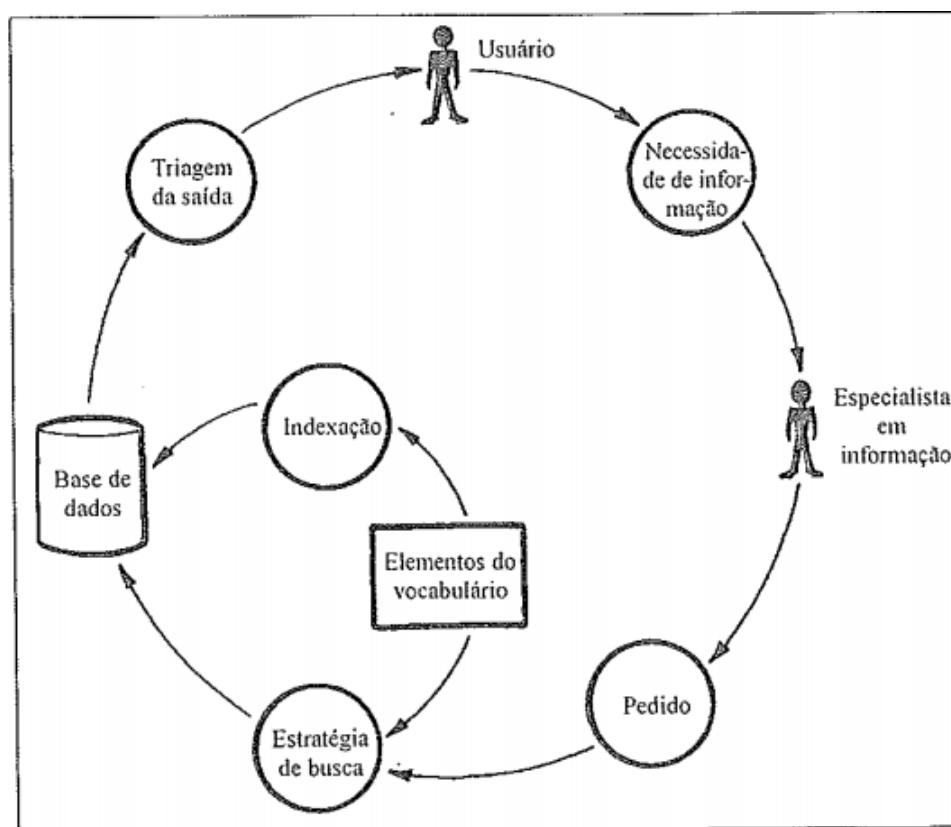 Usuário
Necessida-
de de infor-
mação
Especialista
em
informação
Pedido
Estratégia
de busca
Elementos do
vocabulário
Indexação
Base de
dados
Triagem
da saída